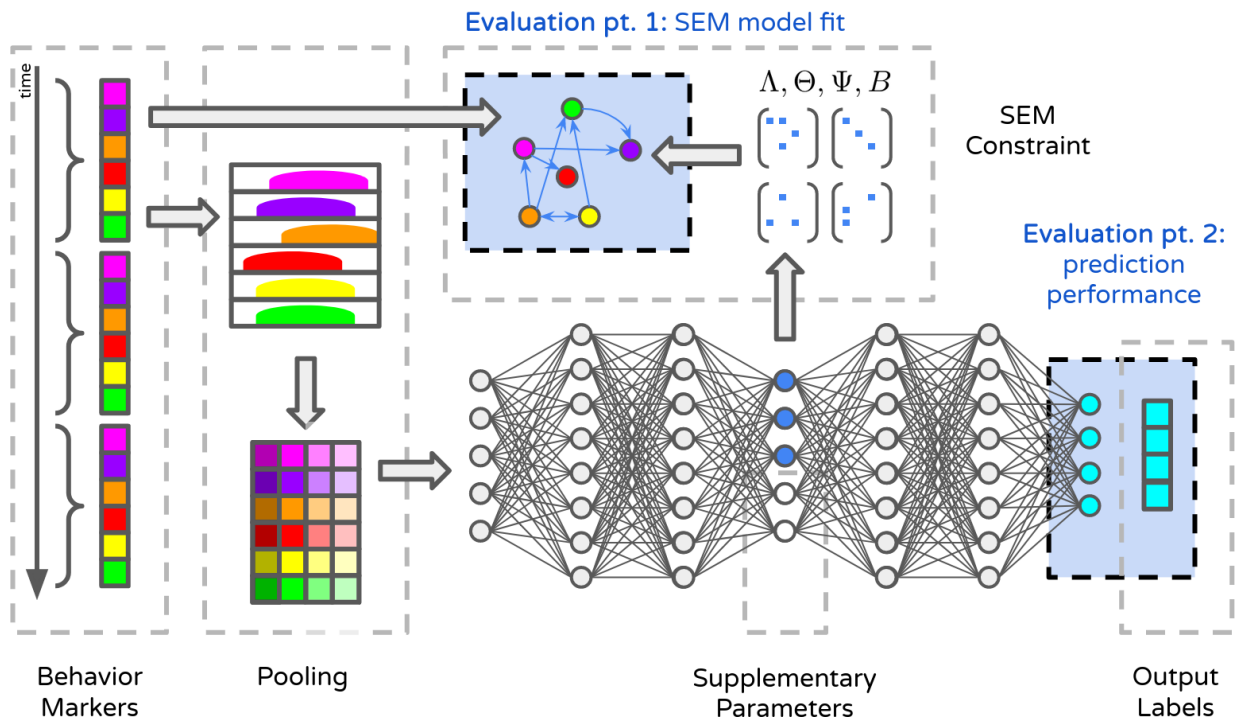 Evaluation pt. 1: SEM model fit
time
Λ, Θ, Ψ, B
SEM
Constraint
Evaluation pt. 2:
prediction
performance
Behavior
Markers
Pooling
Supplementary
Parameters
Output
Labels